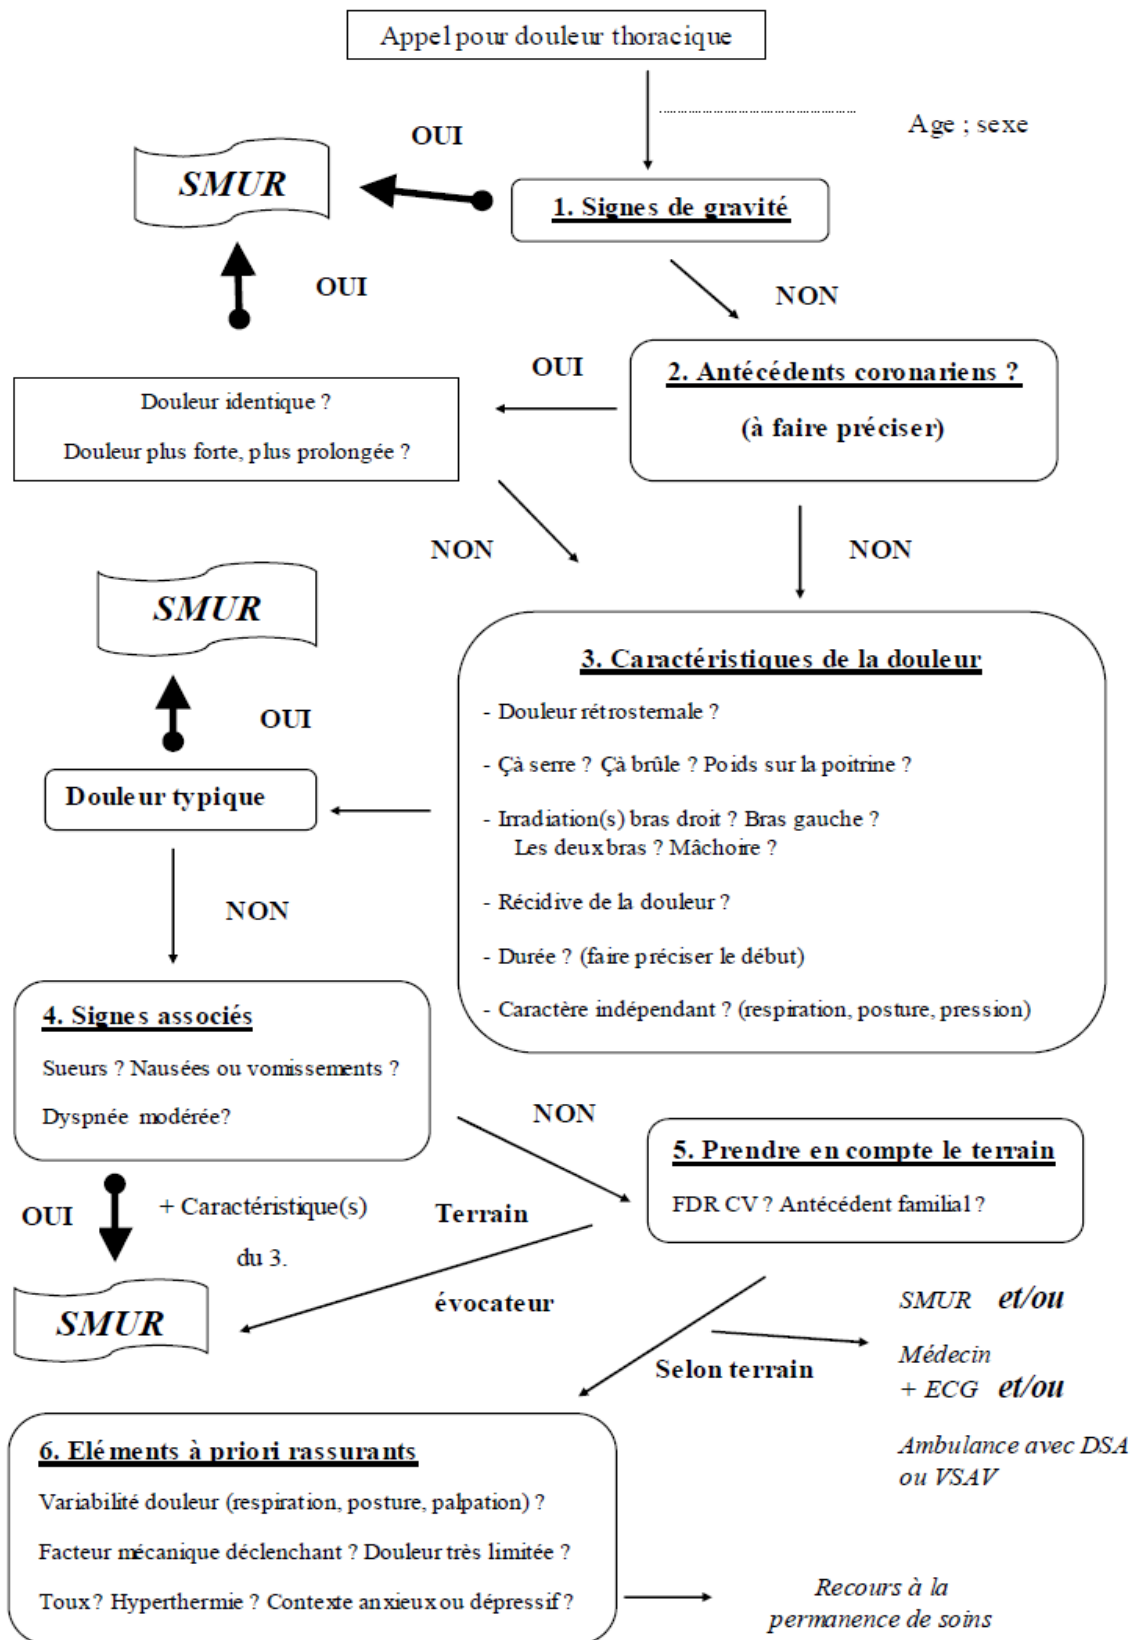 Appel pour douleur thoracique
Age ; sexe
OUI
SMUR
1. Signes de gravité
OUI
NON
OUI
2. Antécédents coronariens ?
(à faire préciser)
Douleur identique ?
Douleur plus forte, plus prolongée ?
NON
NON
SMUR
3. Caractéristiques de la douleur
- Douleur rétrosternale ?
- Çà serre ? Çà brûle ? Poids sur la poitrine ?
- Irradiation(s) bras droit ? Bras gauche ?
Les deux bras ? Mâchoire ?
- Récidive de la douleur ?
- Durée ? (faire préciser le début)
- Caractère indépendant ? (respiration, posture, pression)
OUI
Douleur typique
NON
4. Signes associés
Sueurs ? Nausées ou vomissements ?
Dyspnée modérée?
NON
5. Prendre en compte le terrain
FDR CV ? Antécédent familial ?
OUI
+ Caractéristique(s)
du 3.
Terrain
évocateur
SMUR
Selon terrain
SMUR et/ou
Médecin
+ ECG et/ou
Ambulance avec DSA
ou VSAV
6. Eléments à priori rassurants
Variabilité douleur (respiration, posture, palpation) ?
Facteur mécanique déclenchant ? Douleur très limitée ?
Toux ? Hyperthermie ? Contexte anxieux ou dépressif ?
Recours à la
permanence de soins